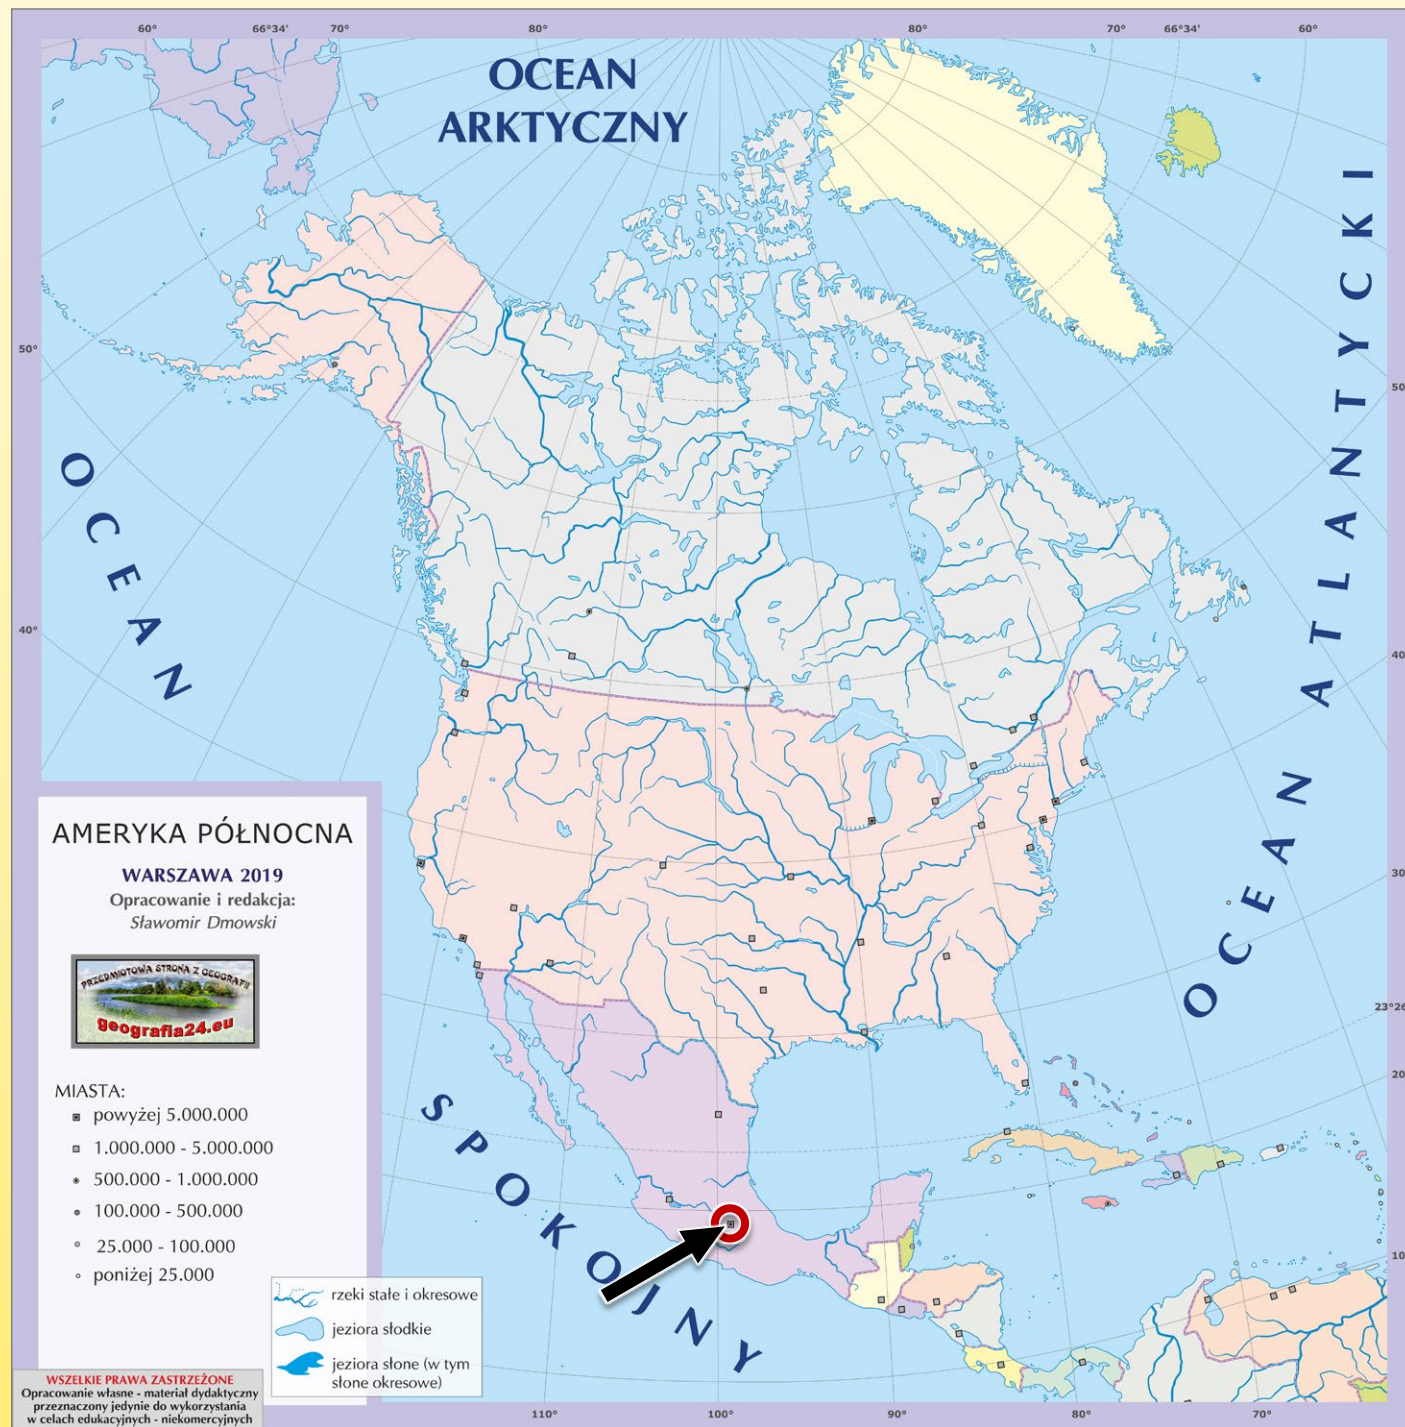 60°
66°34'
70°
80°
80°
70°
66°34'
60°
OCEAN
ARKTYCZNY
50°
40°
OCEAN
SPOKOJNY
OCEAN ATLANTYCKI
50
40
30
23°26
20
10
AMERYKA PÓŁNOCNA
WARSZAWA 2019
Opracowanie i redakcja:
Sławomir Dmowski
PRZEDMIOTOWA STRONA Z GEOGRAFII
geografia24.eu
MIASTA:
powyżej 5.000.000
1.000.000 - 5.000.000
500.000 - 1.000.000
100.000 - 500.000
25.000 - 100.000
poniżej 25.000
rzeki stałe i okresowe
jeziora słodkie
jeziora słone (w tym
słone okresowe)
WSZELKIE PRAWA ZASTRZEŻONE
Opracowanie własne - materiał dydaktyczny
przeznaczony jedynie do wykorzystania
w celach edukacyjnych - niekomercyjnych
110°
100°
90°
80°
70°